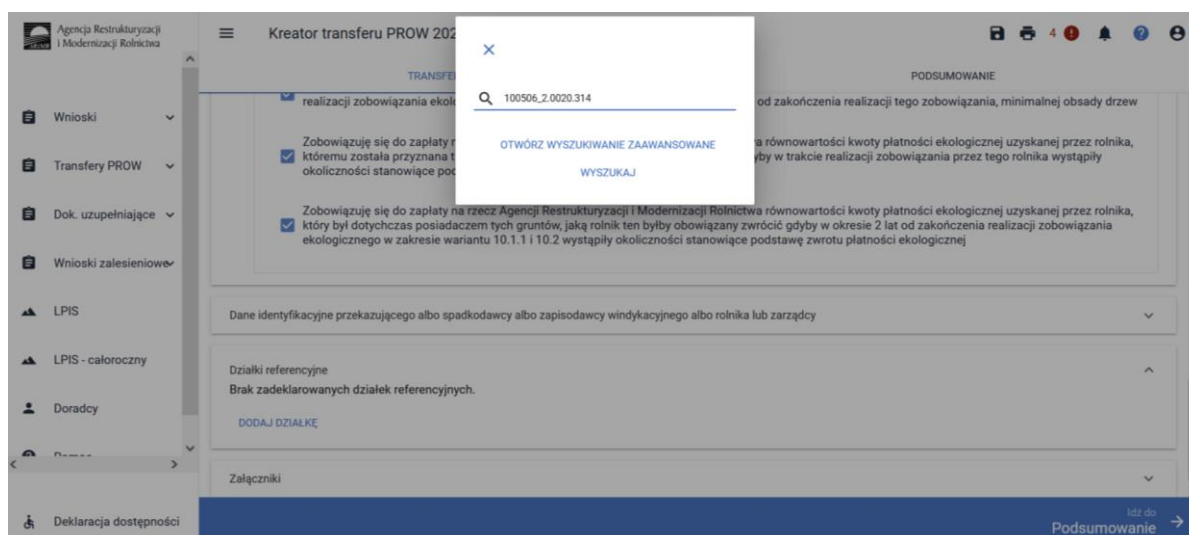 Agencja Restrukturyzacji
i Modernizacji Rolnictwa
Wnioski
Transfery PROW
Dok. uzupełniające
Wnioski zalesieniowe
LPIS
LPIS - całoroczny
Doradcy
Deklaracja dostępności
Kreator transferu PROW 202
4
PODSUMOWANIE
100506_2.0020.314
OTWÓRZ WYSZUKIWANIE ZAAWANSOWANE
WYSZUKAJ
realizacji zobowiązania od zakończenia realizacji tego zobowiązania, minimalnej obsady drzew
Zobowiązuję się do zapłaty równowartości kwoty płatności ekologicznej uzyskanej przez rolnika,
któremu została przyznana w trakcie realizacji zobowiązania przez tego rolnika wystąpiły
okoliczności stanowiące
Zobowiązuję się do zapłaty na rzecz Agencji Restrukturyzacji i Modernizacji Rolnictwa równowartości kwoty płatności ekologicznej uzyskanej przez rolnika,
który był dotychczas posiadaczem tych gruntów, jaką rolnik ten byłby obowiązany zwrócić gdyby w okresie 2 lat od zakończenia realizacji zobowiązania
ekologicznego w zakresie wariantu 10.1.1 i 10.2 wystąpiły okoliczności stanowiące podstawę zwrotu płatności ekologicznej
Dane identyfikacyjne przekazującego albo spadkodawcy albo zapisodawcy windykacyjnego albo rolnika lub zarządcy
Działki referencyjne
Brak zadeklarowanych działek referencyjnych.
DODAJ DZIAŁKĘ
Załączniki
Idź do
Podsumowanie